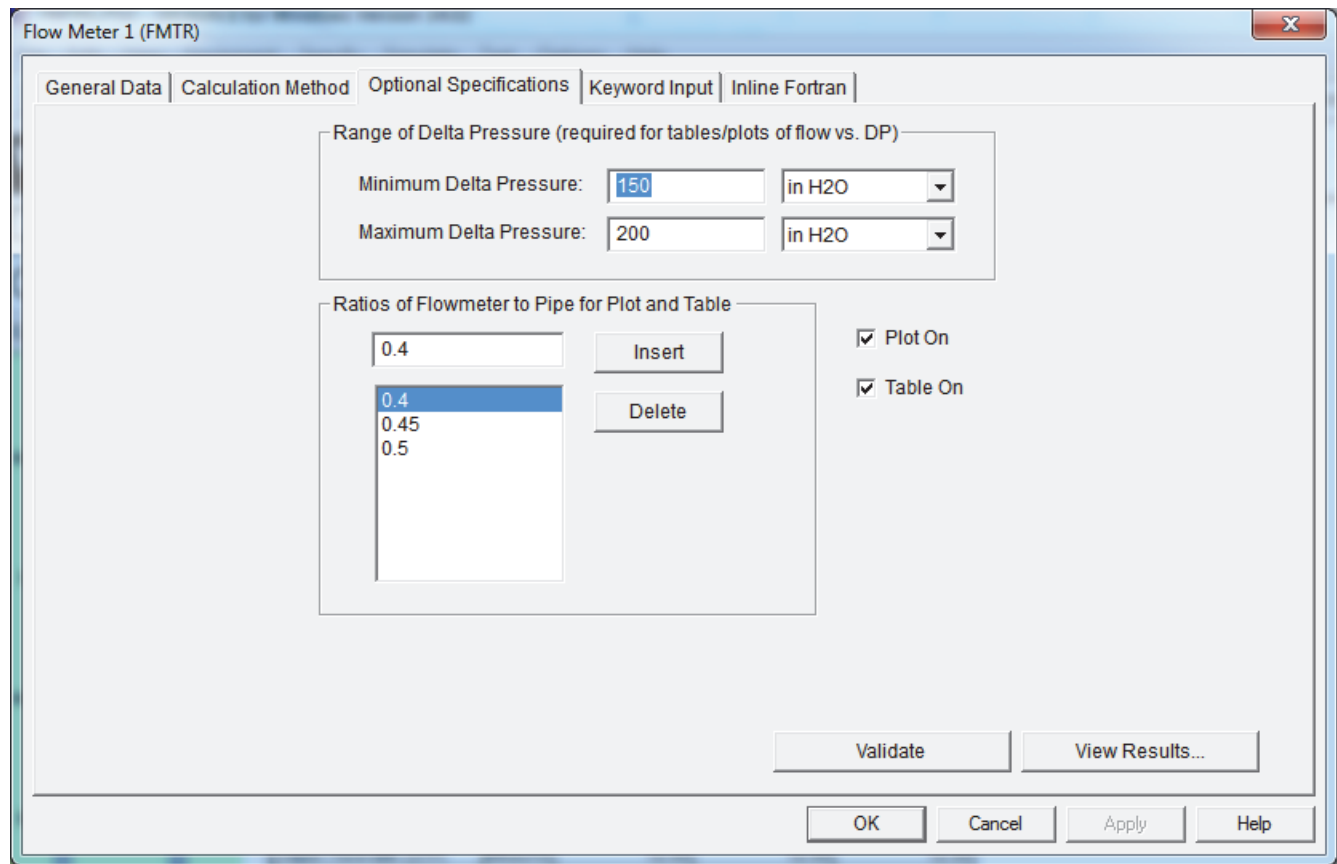 Flow Meter 1 (FMTR)
General Data Calculation Method Optional Specifications Keyword Input Inline Fortran
Range of Delta Pressure (required for tables/plots of flow vs. DP)
Minimum Delta Pressure: 150 in H2O
Maximum Delta Pressure: 200 in H2O
Ratios of Flowmeter to Pipe for Plot and Table
0.4 Insert Plot On
0.4 Delete Table On
0.45
0.5
Validate View Results...
OK Cancel Apply Help